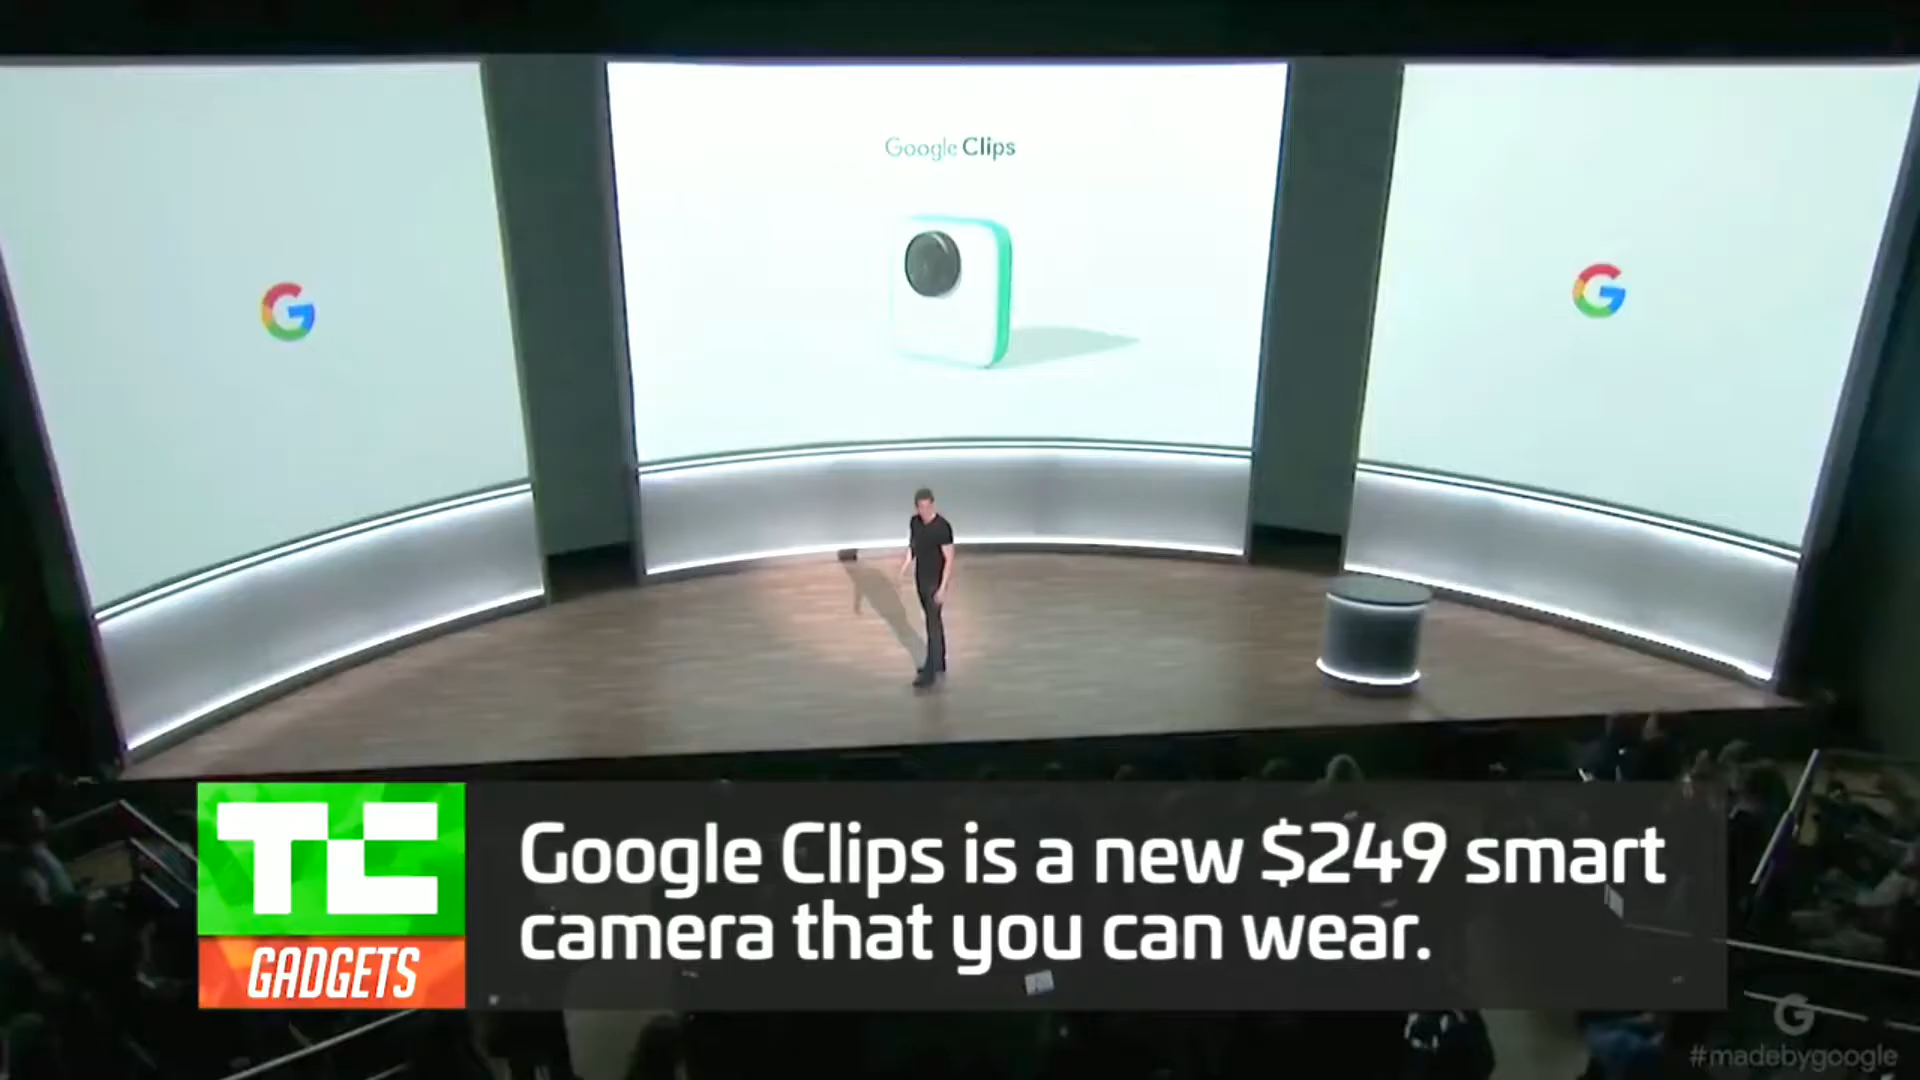 Google Clips
G
G
TC
GADGETS
Google Clips is a new $249 smart
camera that you can wear.
G
#madebygoogle